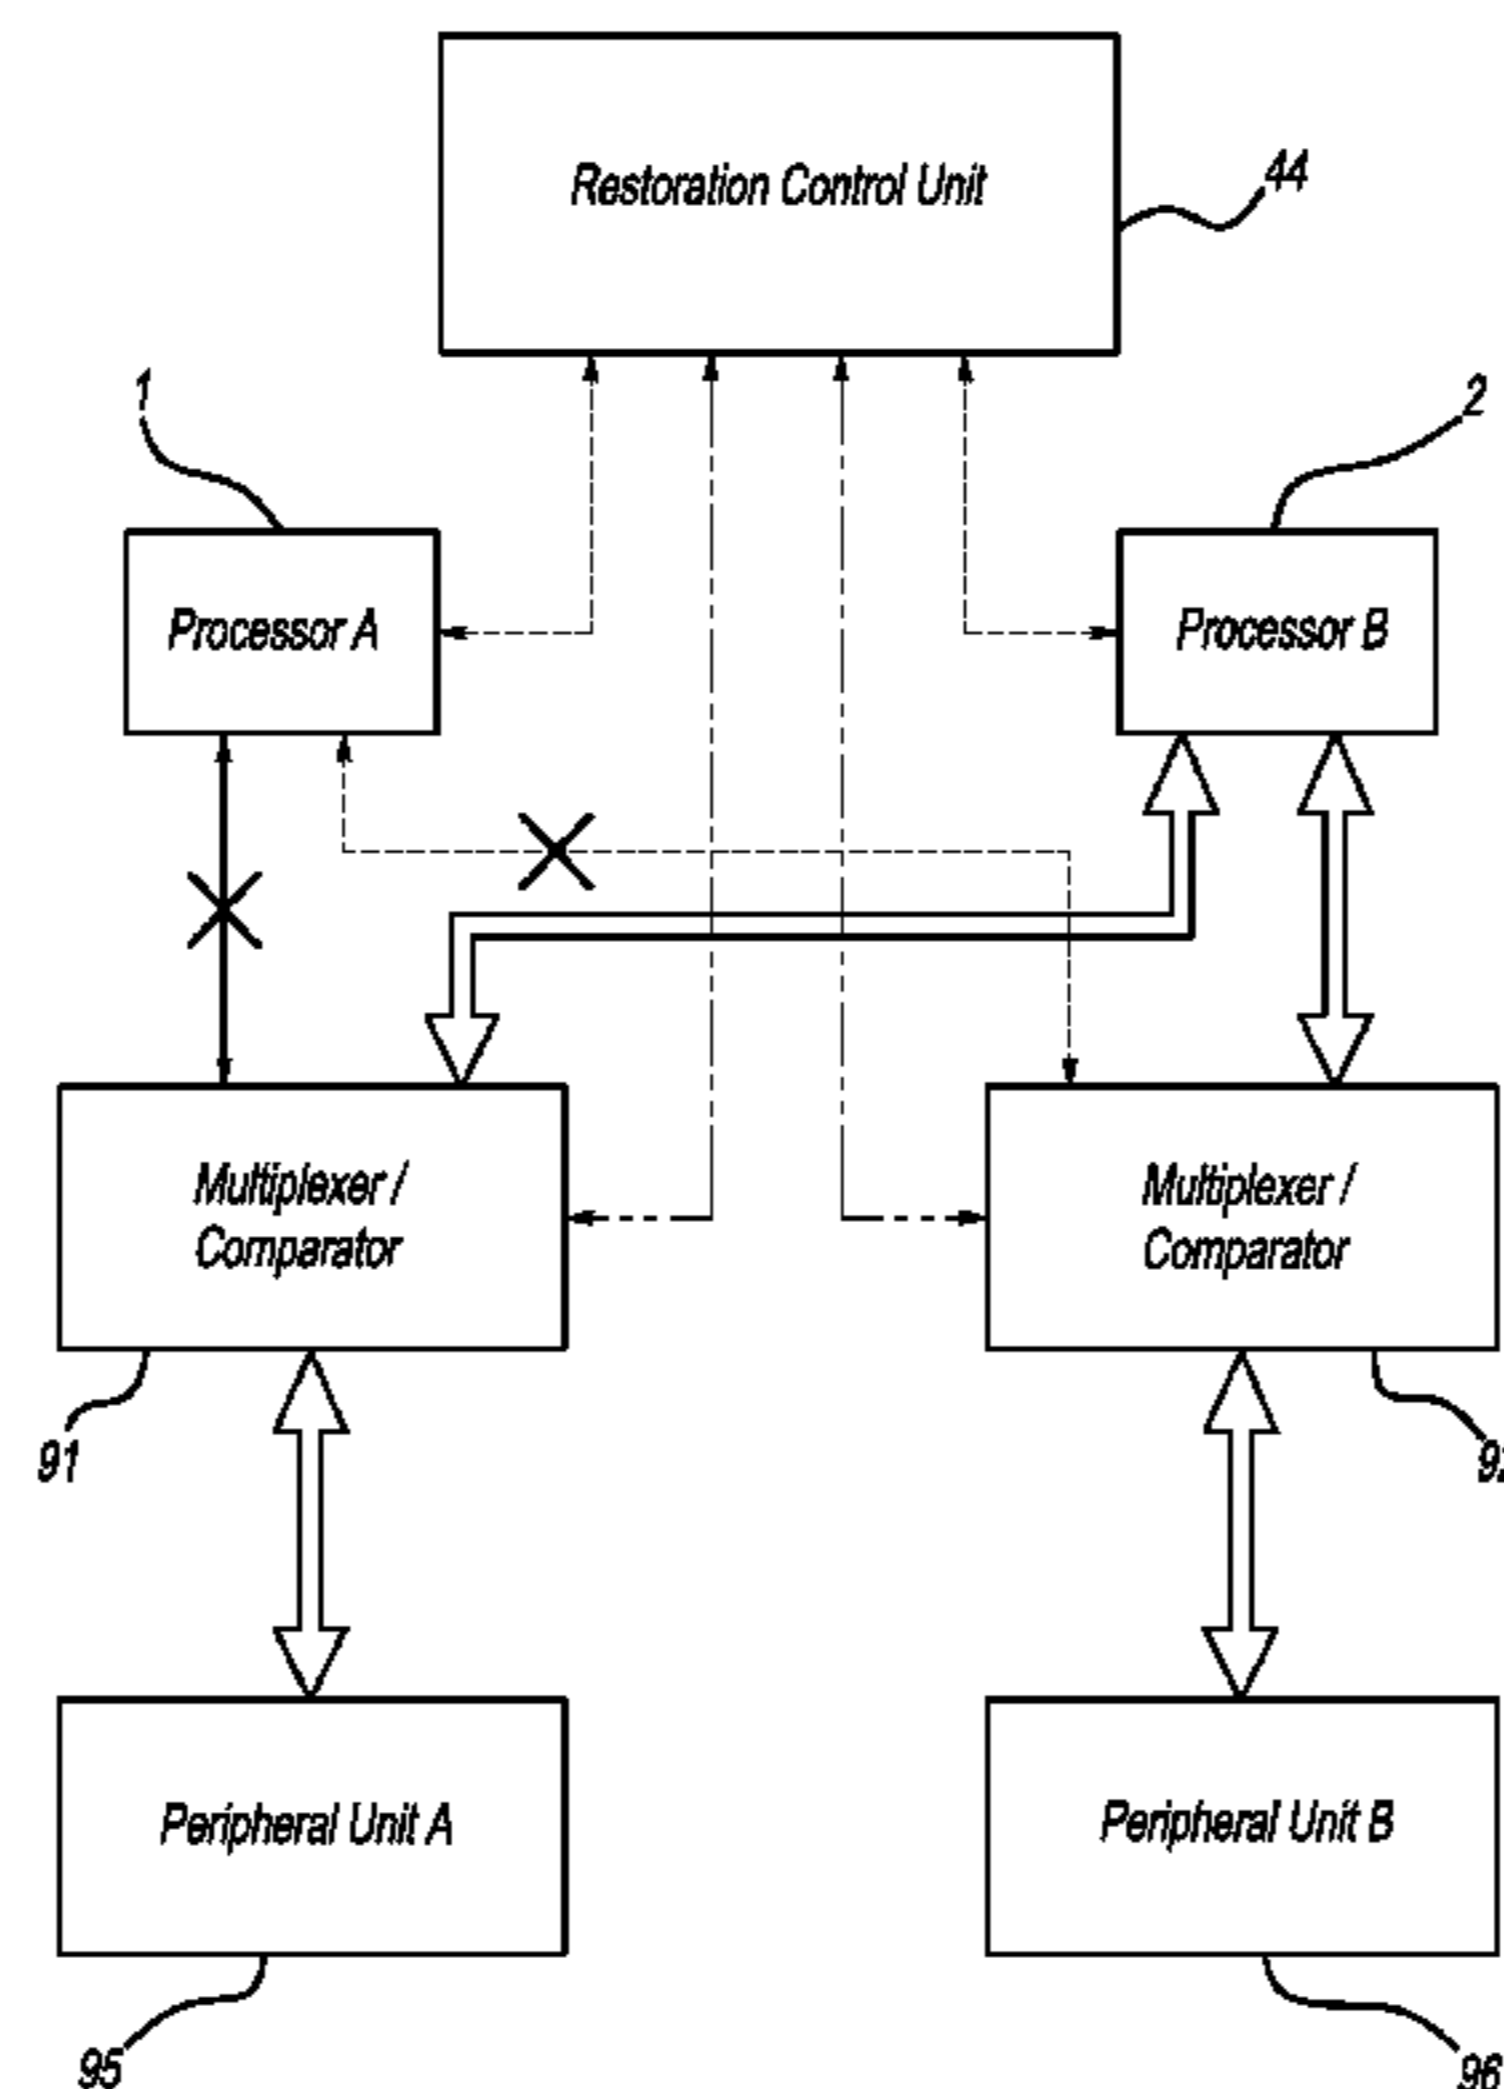 Restoration Control Unit
44
1
2
Processor A
Processor B
Multiplexer /
Comparator
Multiplexer /
Comparator
91
Peripheral Unit A
Peripheral Unit B
95
96